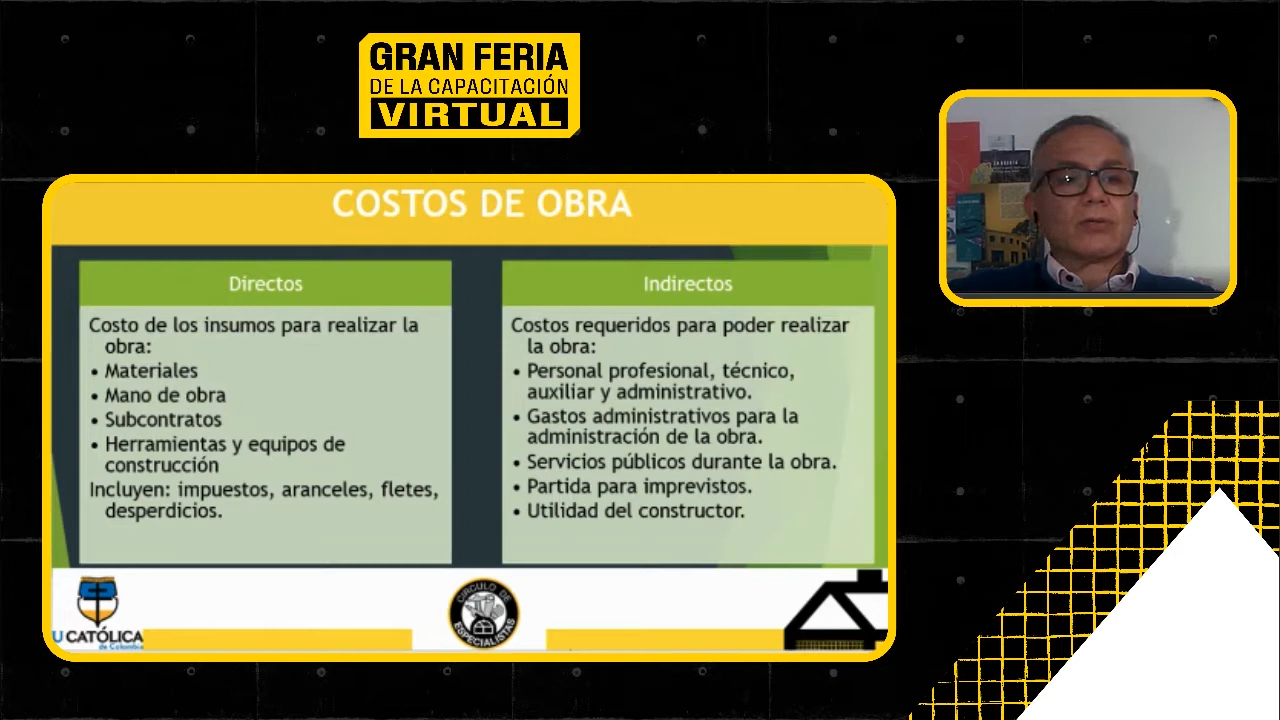 GRAN FERIA
DE LA CAPACITACIÓN
VIRTUAL
COSTOS DE OBRA
Directos
Costo de los insumos para realizar la
obra:
• Materiales
• Mano de obra
• Subcontratos
• Herramientas y equipos de
construcción
Incluyen: impuestos, aranceles, fletes,
desperdicios.
Indirectos
Costos requeridos para poder realizar
la obra:
• Personal profesional, técnico,
auxiliar y administrativo.
• Gastos administrativos para la
administración de la obra.
• Servicios públicos durante la obra.
• Partida para imprevistos.
• Utilidad del constructor.
U CATÓLICA
de Colombia
CÍRCULO DE
ESPECIALISTAS